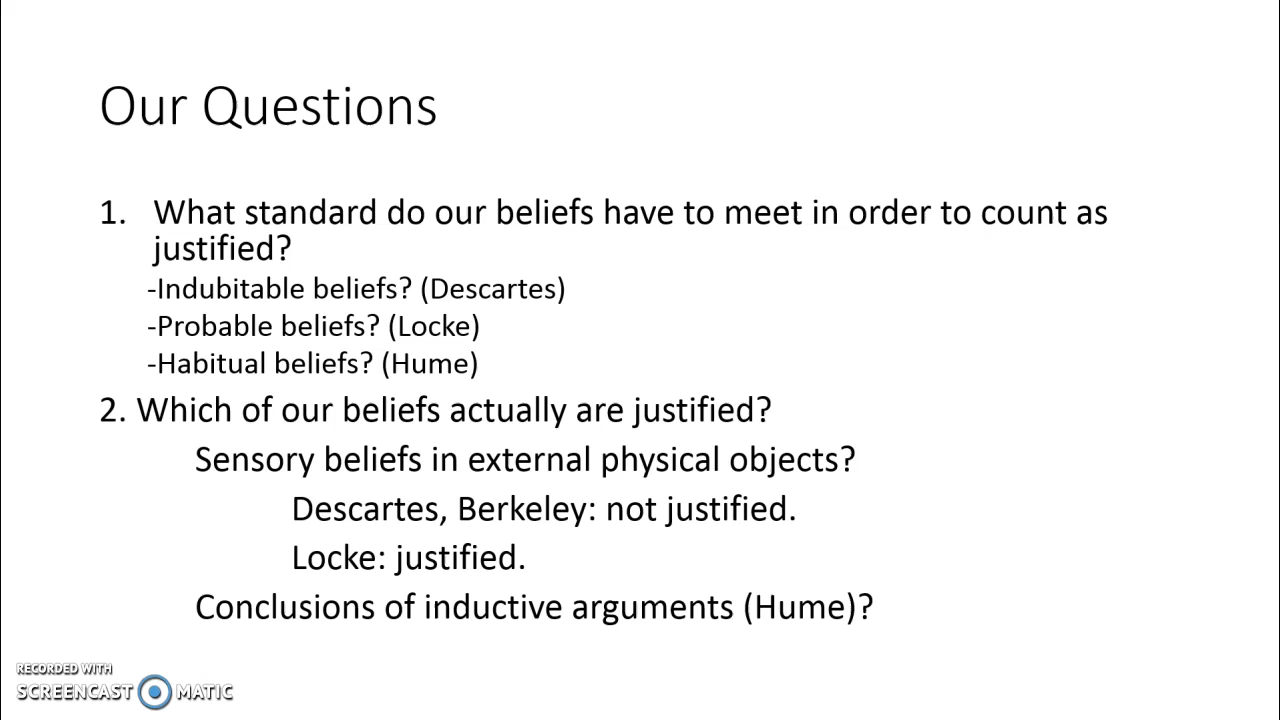 Our Questions
1. What standard do our beliefs have to meet in order to count as
justified?
-Indubitable beliefs? (Descartes)
-Probable beliefs? (Locke)
-Habitual beliefs? (Hume)
2. Which of our beliefs actually are justified?
Sensory beliefs in external physical objects?
Descartes, Berkeley: not justified.
Locke: justified.
Conclusions of inductive arguments (Hume)?
RECORDED WITH
SCREENCAST MATIC